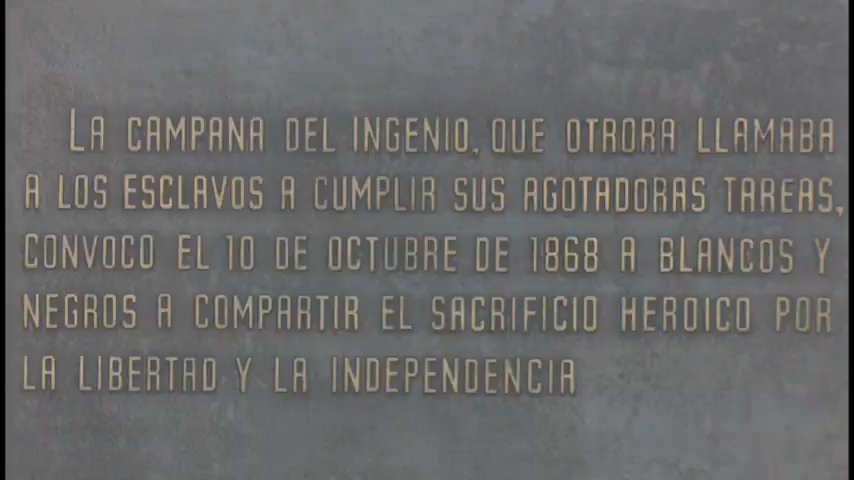 LA CAMPANA DEL INGENIO, QUE OTRORA LLAMABA
A LOS ESCLAVOS A CUMPLIR SUS AGOTADORAS TAREAS,
CONVOCO EL 10 DE OCTUBRE DE 1868 A BLANCOS Y
NEGROS A COMPARTIR EL SACRIFICIO HEROICO POR
LA LIBERTAD Y LA INDEPENDENCIA